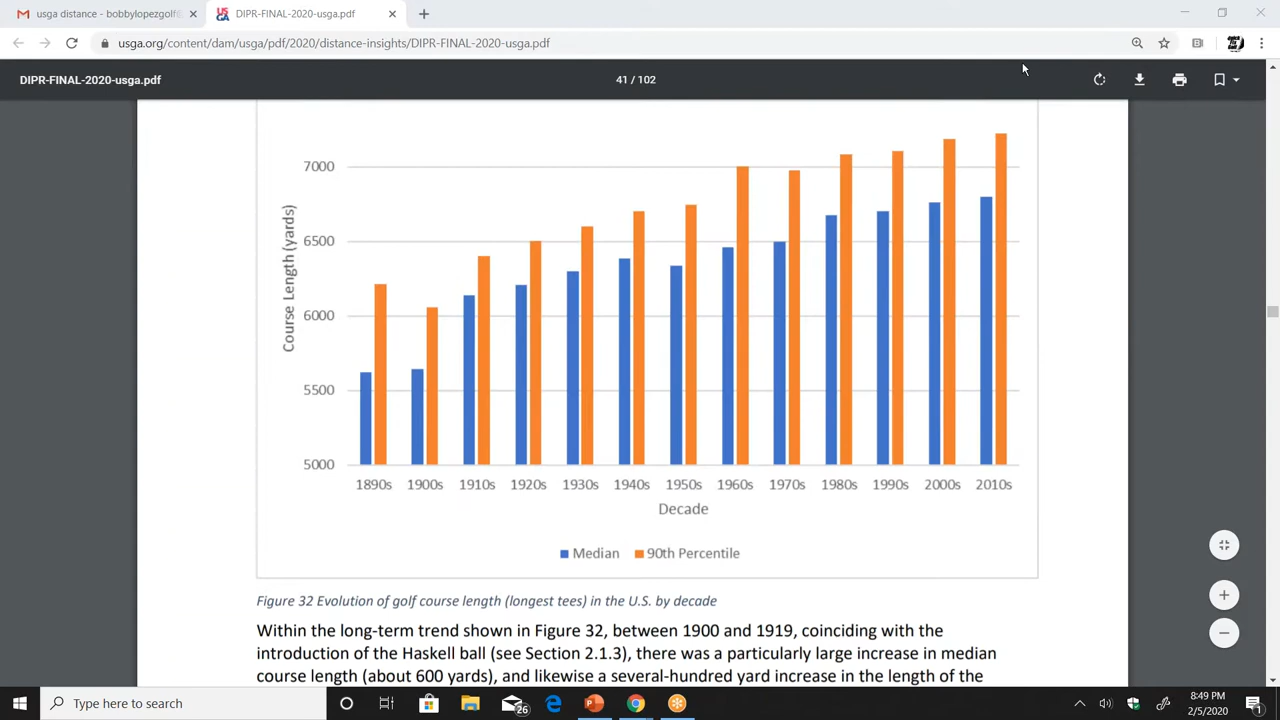 usga distance - bobbylopezgolf@
DIPR-FINAL-2020-usga.pdf
usga.org/content/dam/usga/pdf/2020/distance-insights/DIPR-FINAL-2020-usga.pdf
DIPR-FINAL-2020-usga.pdf
41 / 102
7000
6500
6000
5500
5000
Course Length (yards)
1890s 1900s 1910s 1920s 1930s 1940s 1950s 1960s 1970s 1980s 1990s 2000s 2010s
Decade
Median 90th Percentile
Figure 32 Evolution of golf course length (longest tees) in the U.S. by decade
Within the long-term trend shown in Figure 32, between 1900 and 1919, coinciding with the
introduction of the Haskell ball (see Section 2.1.3), there was a particularly large increase in median
course length (about 600 yards), and likewise a several-hundred yard increase in the length of the
Type here to search
26
8:49 PM
2/5/2020
1